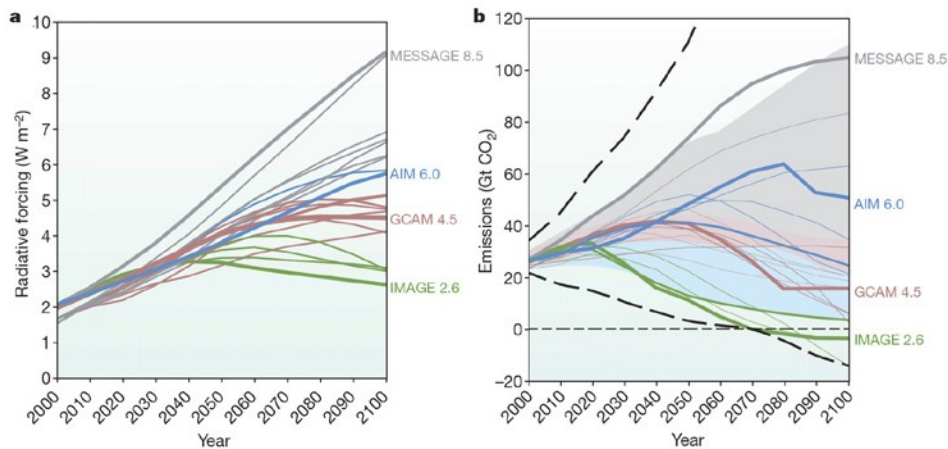 a
10
9
8
7
6
5
4
3
2
1
0
Radiative forcing (W m⁻²)
MESSAGE 8.5
AIM 6.0
GCAM 4.5
IMAGE 2.6
2000 2010 2020 2030 2040 2050 2060 2070 2080 2090 2100
Year
b
120
100
80
60
40
20
0
−20
Emissions (Gt CO₂)
MESSAGE 8.5
AIM 6.0
GCAM 4.5
IMAGE 2.6
2000 2010 2020 2030 2040 2050 2060 2070 2080 2090 2100
Year